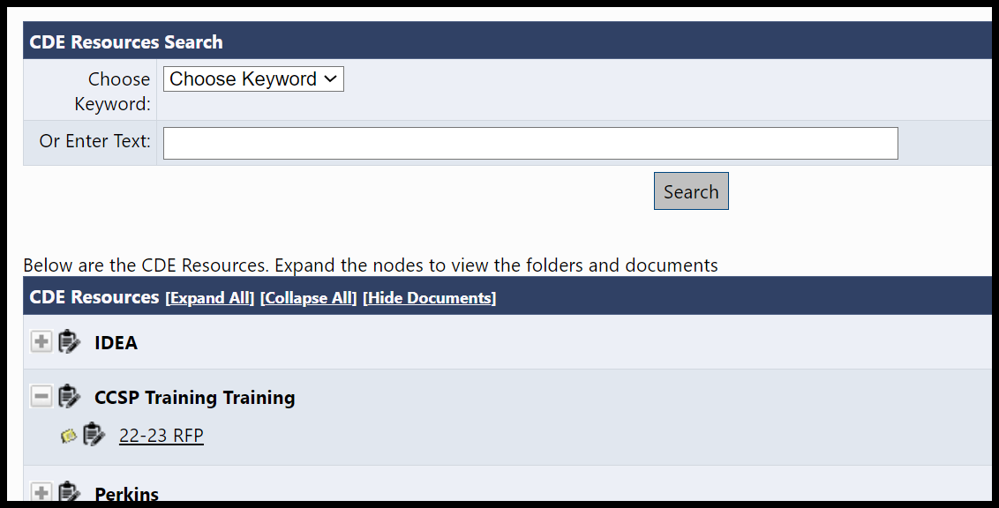 CDE Resources Search
Choose
Keyword:
Choose Keyword
Or Enter Text:
Search
Below are the CDE Resources. Expand the nodes to view the folders and documents
CDE Resources [Expand All] [Collapse All] [Hide Documents]
IDEA
CCSP Training Training
22-23 RFP
Perkins